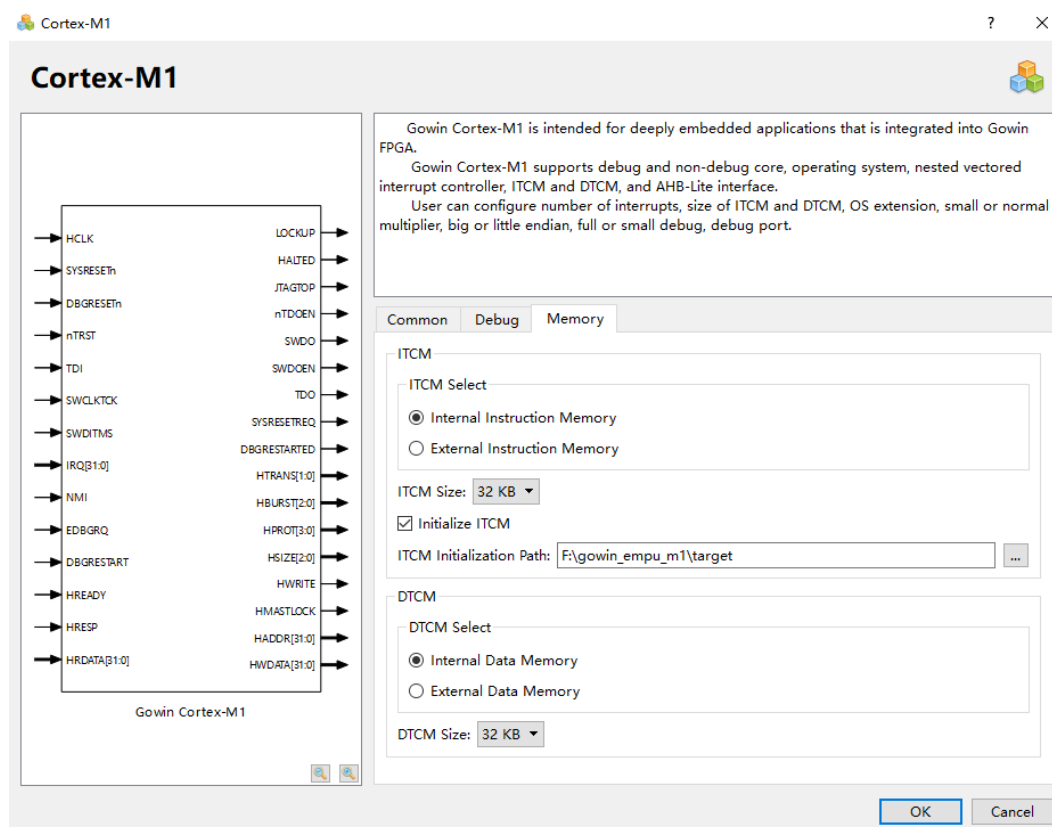 Cortex-M1
?
Cortex-M1
Gowin Cortex-M1 is intended for deeply embedded applications that is integrated into Gowin
FPGA.
Gowin Cortex-M1 supports debug and non-debug core, operating system, nested vectored
interrupt controller, ITCM and DTCM, and AHB-Lite interface.
User can configure number of interrupts, size of ITCM and DTCM, OS extension, small or normal
multiplier, big or little endian, full or small debug, debug port.
HCLK
SYSRESETn
DBGRESETn
nTRST
TDI
SWCLKTCK
SWDITMS
IRQ[31:0]
NMI
EDBGRQ
DBGRESTART
HREADY
HRESP
HRDATA[31:0]
LOCKUP
HALTED
JTAGTOP
nTDOEN
SWDO
SWDOEN
TDO
SYSRESETREQ
DBGRESTARTED
HTRANS[1:0]
HBURST[2:0]
HPROT[3:0]
HSIZE[2:0]
HWRITE
HMASTLOCK
HADDR[31:0]
HWDATA[31:0]
Gowin Cortex-M1
Common
Debug
Memory
ITCM
ITCM Select
Internal Instruction Memory
External Instruction Memory
ITCM Size: 32 KB
Initialize ITCM
ITCM Initialization Path: F:\gowin_empu_m1\target ...
DTCM
DTCM Select
Internal Data Memory
External Data Memory
DTCM Size: 32 KB
OK
Cancel